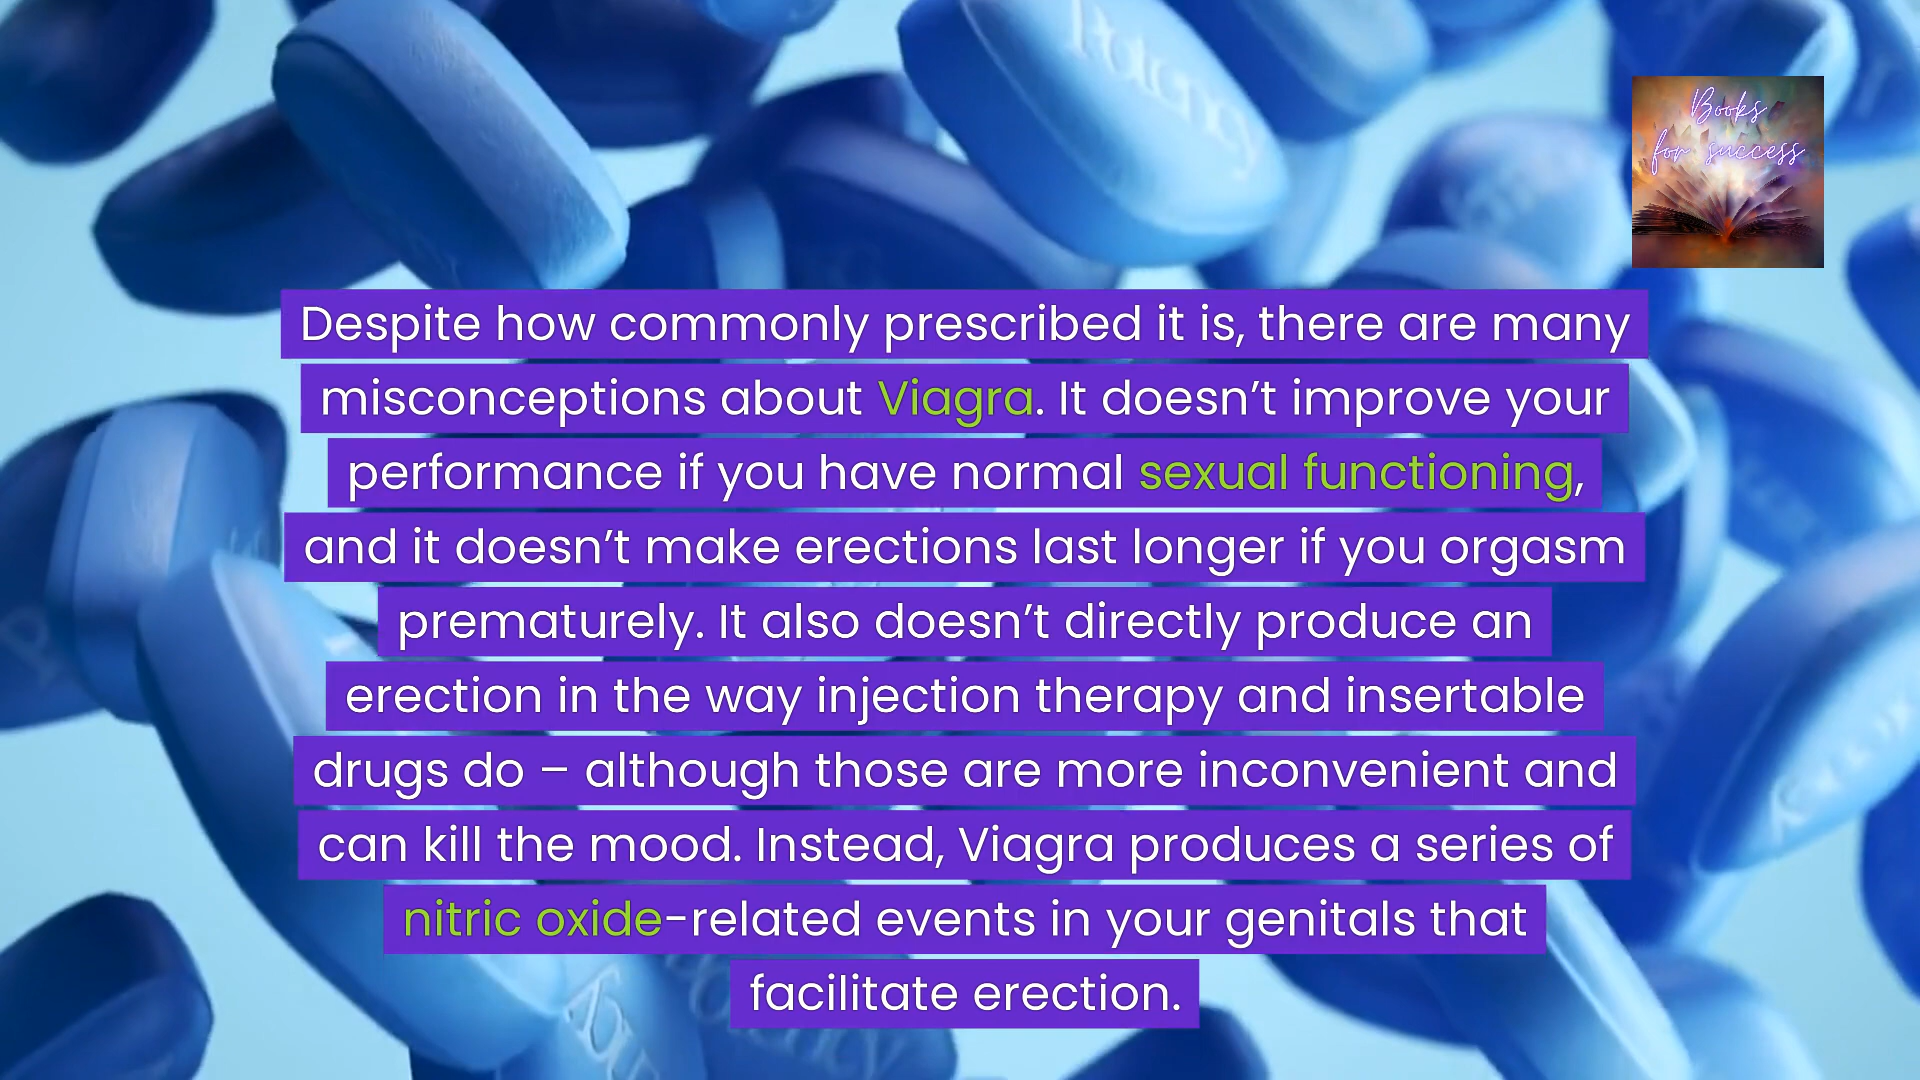 Potency
Books
for success
Despite how commonly prescribed it is, there are many
misconceptions about Viagra. It doesn’t improve your
performance if you have normal sexual functioning,
and it doesn’t make erections last longer if you orgasm
prematurely. It also doesn’t directly produce an
erection in the way injection therapy and insertable
drugs do – although those are more inconvenient and
can kill the mood. Instead, Viagra produces a series of
nitric oxide-related events in your genitals that
facilitate erection.